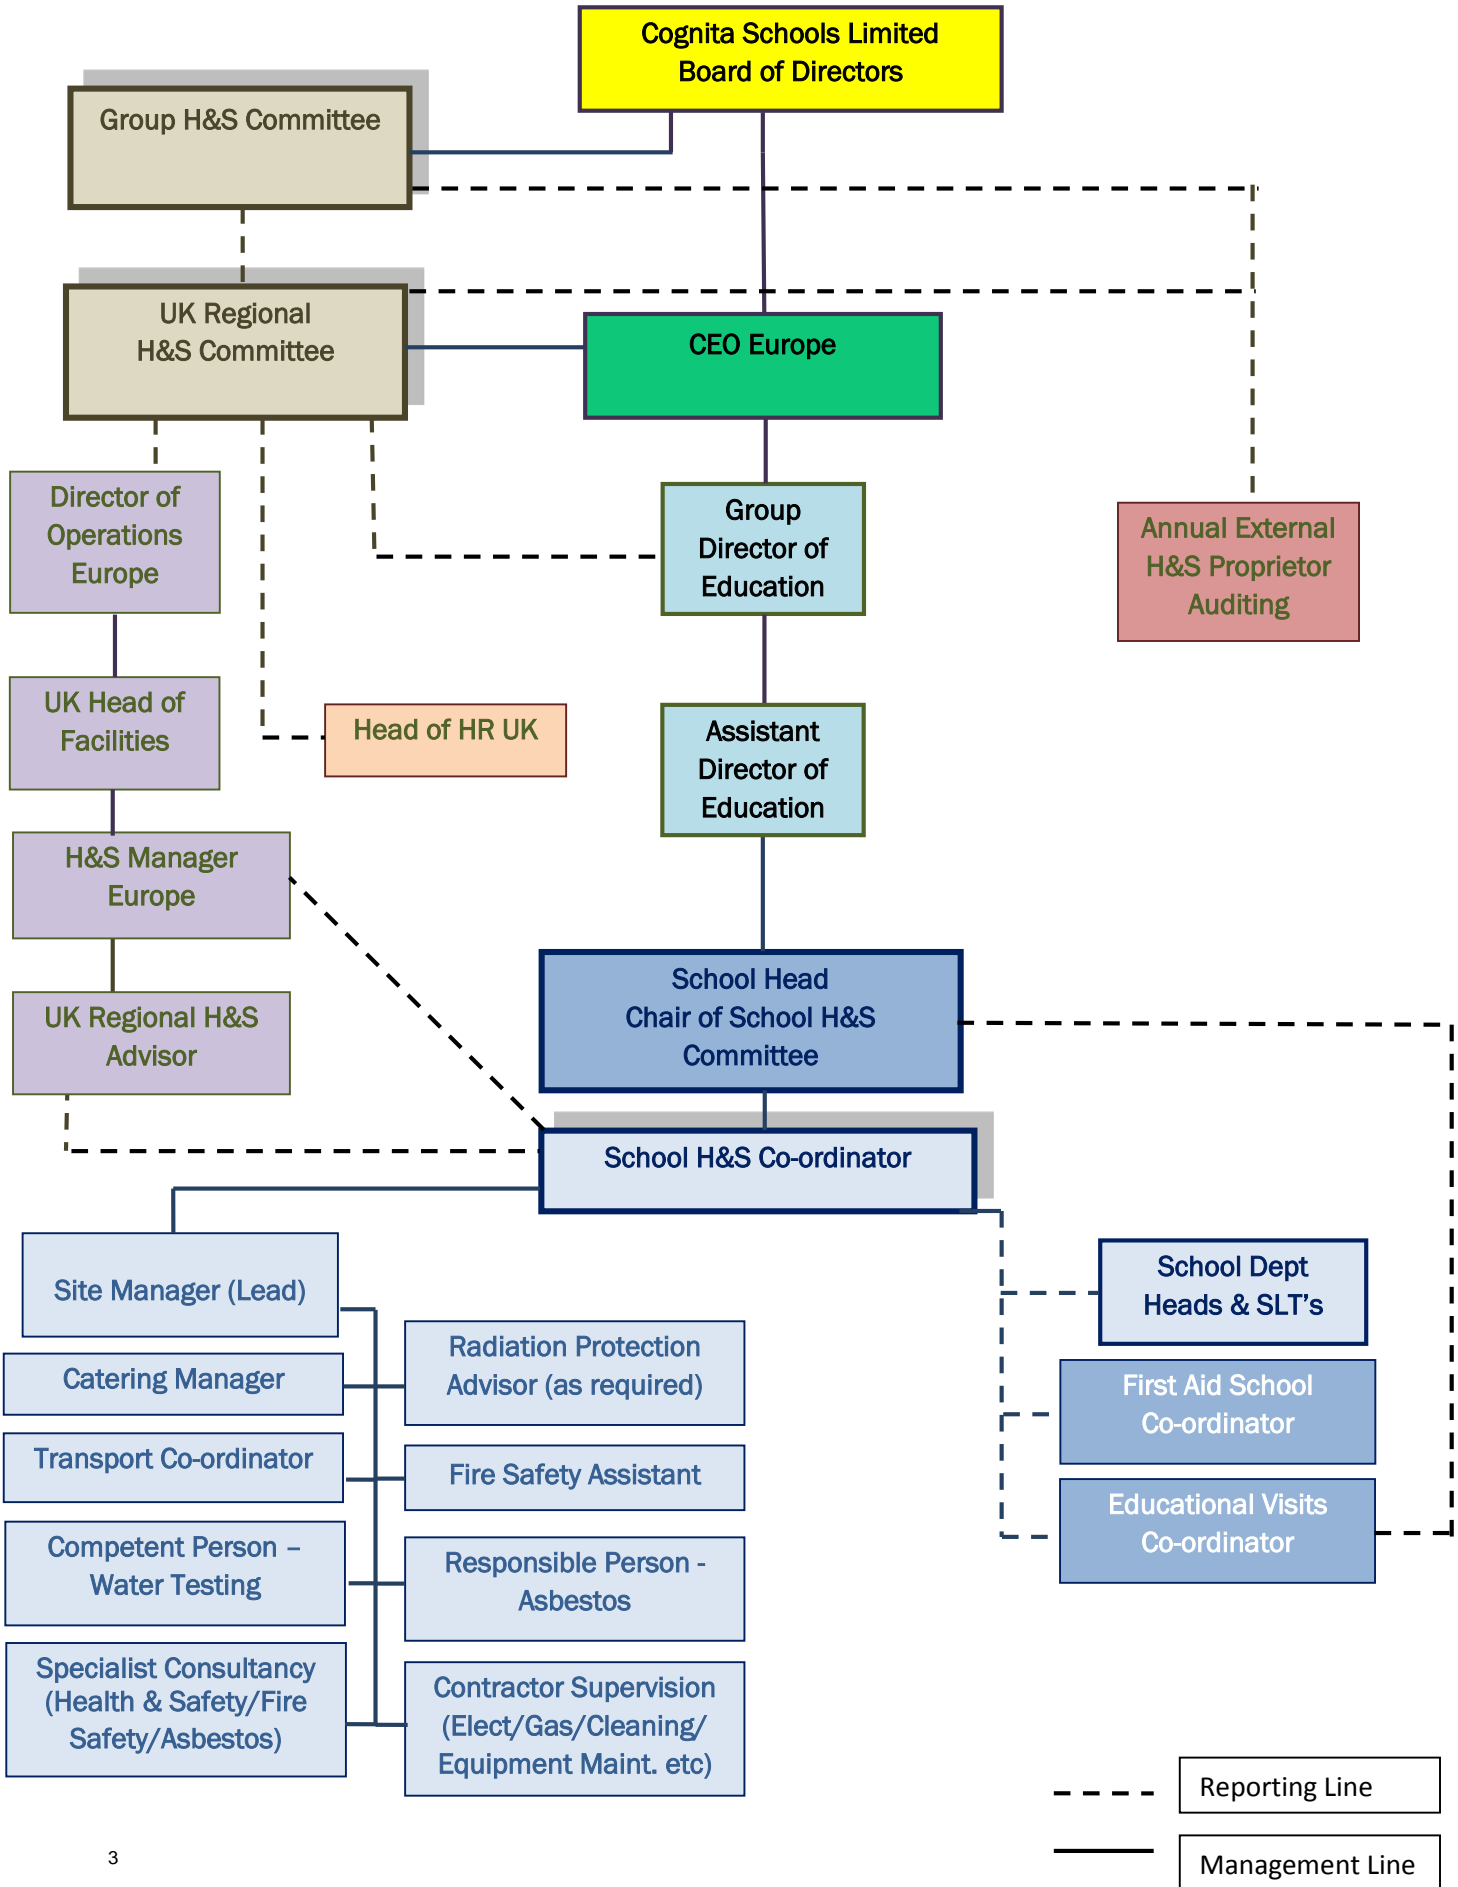 Cognita Schools Limited
Board of Directors
Group H&S Committee
UK Regional
H&S Committee
CEO Europe
Director of
Operations
Europe
Group
Director of
Education
Annual External
H&S Proprietor
Auditing
UK Head of
Facilities
Head of HR UK
Assistant
Director of
Education
H&S Manager
Europe
School Head
Chair of School H&S
Committee
UK Regional H&S
Advisor
School H&S Co-ordinator
Site Manager (Lead)
School Dept
Heads & SLT’s
Radiation Protection
Advisor (as required)
Catering Manager
First Aid School
Co-ordinator
Transport Co-ordinator
Fire Safety Assistant
Educational Visits
Co-ordinator
Competent Person –
Water Testing
Responsible Person -
Asbestos
Specialist Consultancy
(Health & Safety/Fire
Safety/Asbestos)
Contractor Supervision
(Elect/Gas/Cleaning/
Equipment Maint. etc)
Reporting Line
Management Line
3